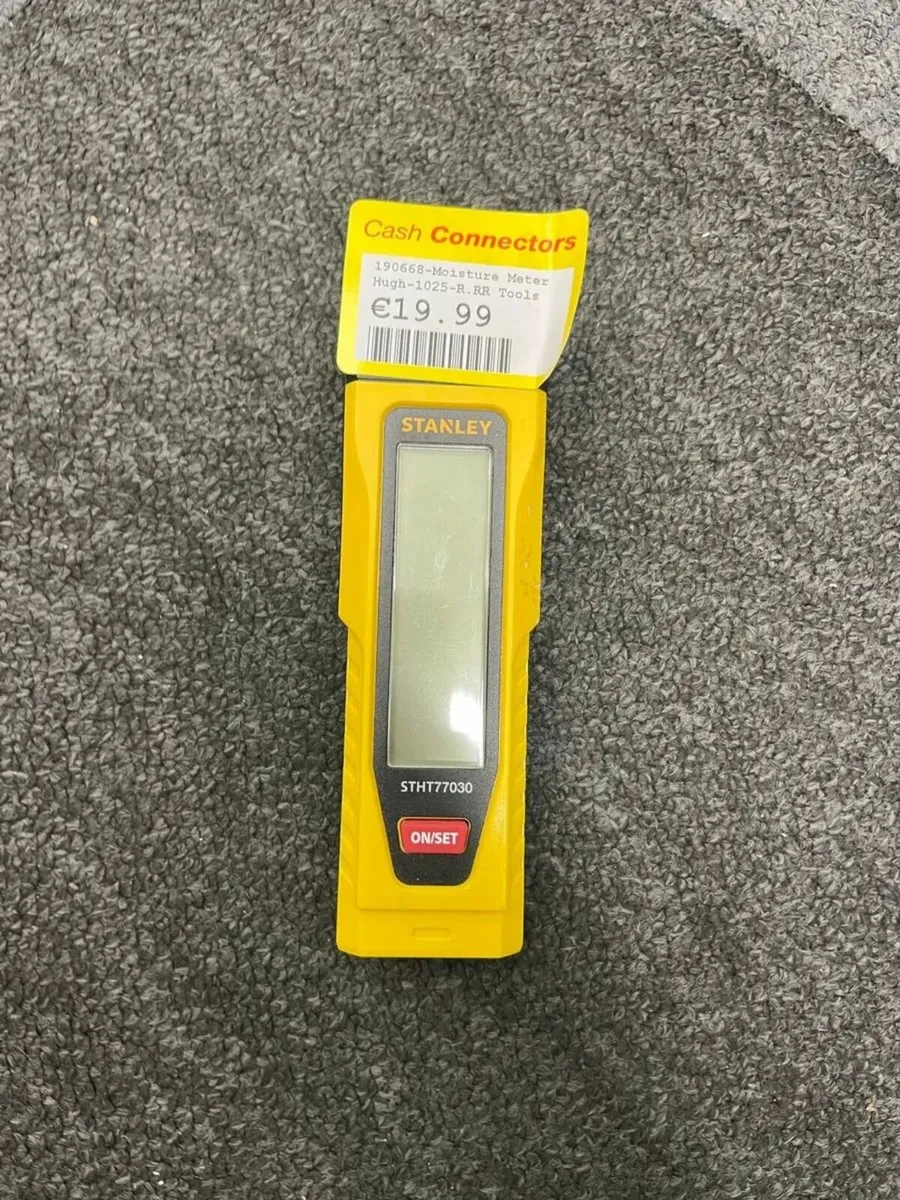 Cash Connectors
190668-Moisture Meter
Hugh-1025-R.RR Tools
€19.99
STANLEY
STHT77030
ON/SET